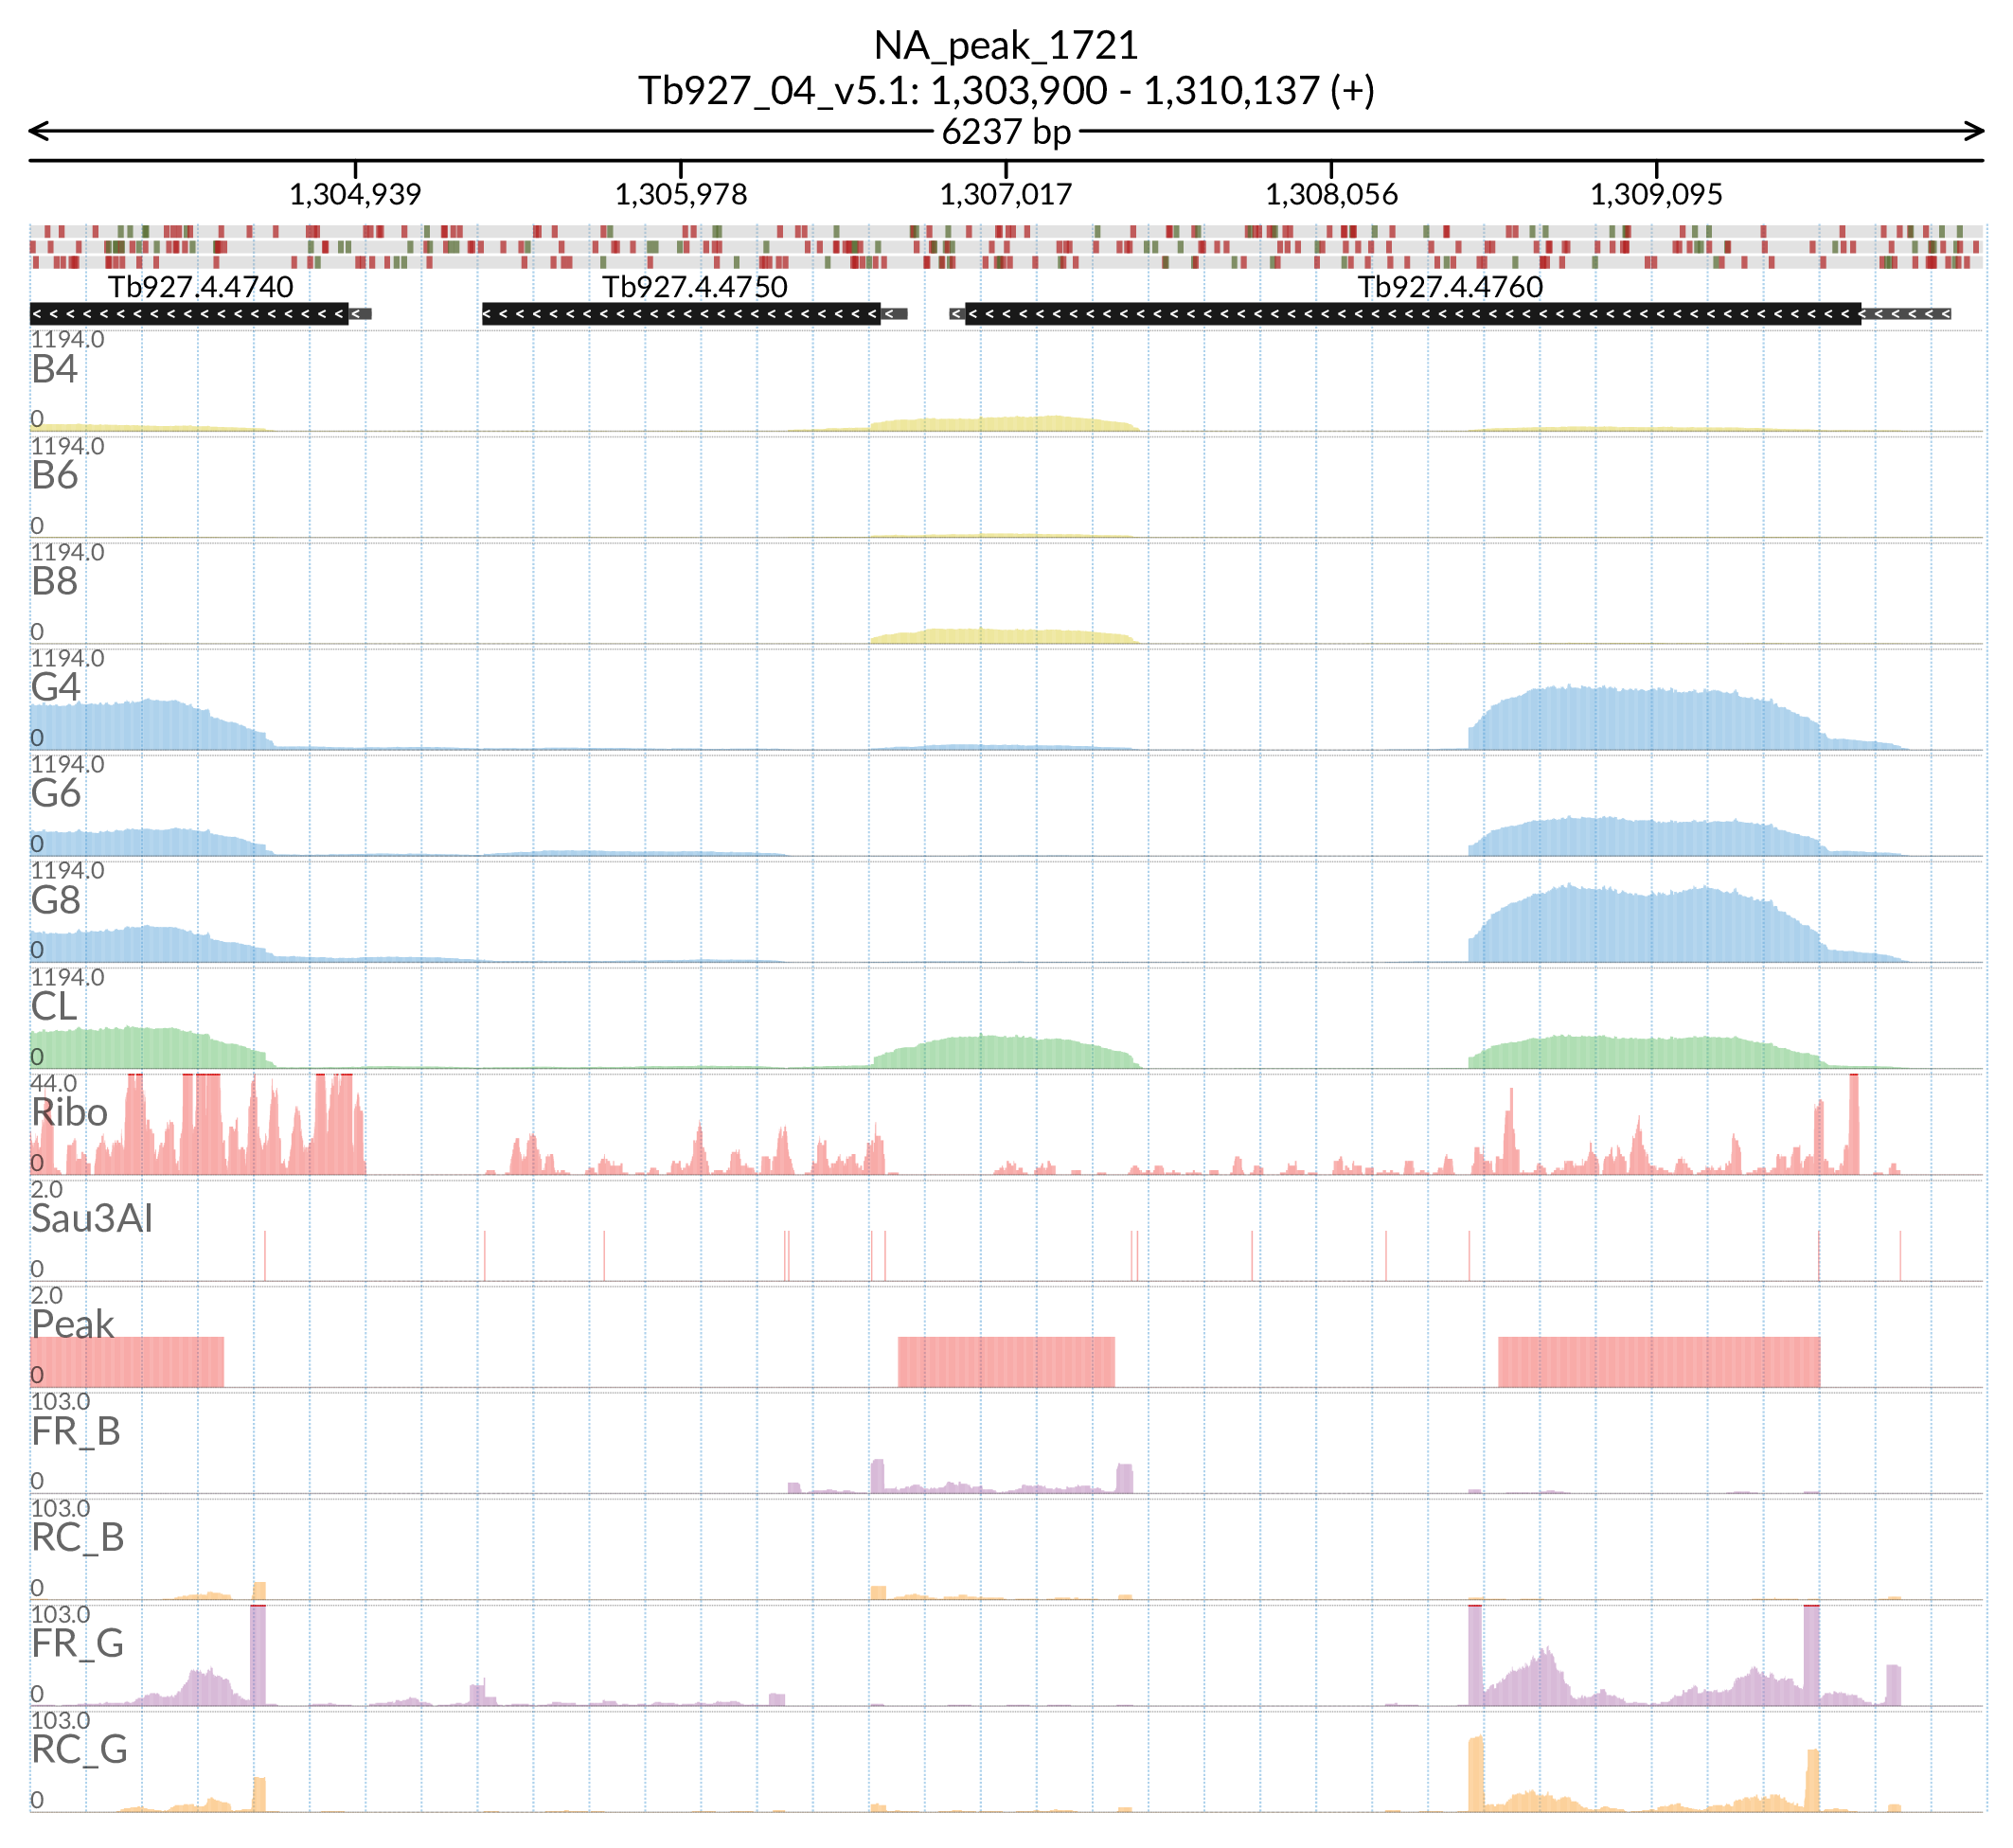 NA_peak_1721
Tb927_04_v5.1: 1,303,900 - 1,310,137 (+)
6237 bp
1,304,939 1,305,978 1,307,017 1,308,056 1,309,095
Tb927.4.4740 Tb927.4.4750 Tb927.4.4760
1194.0
B4
0
1194.0
B6
0
1194.0
B8
0
1194.0
G4
0
1194.0
G6
0
1194.0
G8
0
1194.0
CL
0
44.0
Ribo
0
2.0
Sau3AI
0
2.0
Peak
0
103.0
FR_B
0
103.0
RC_B
0
103.0
FR_G
0
103.0
RC_G
0